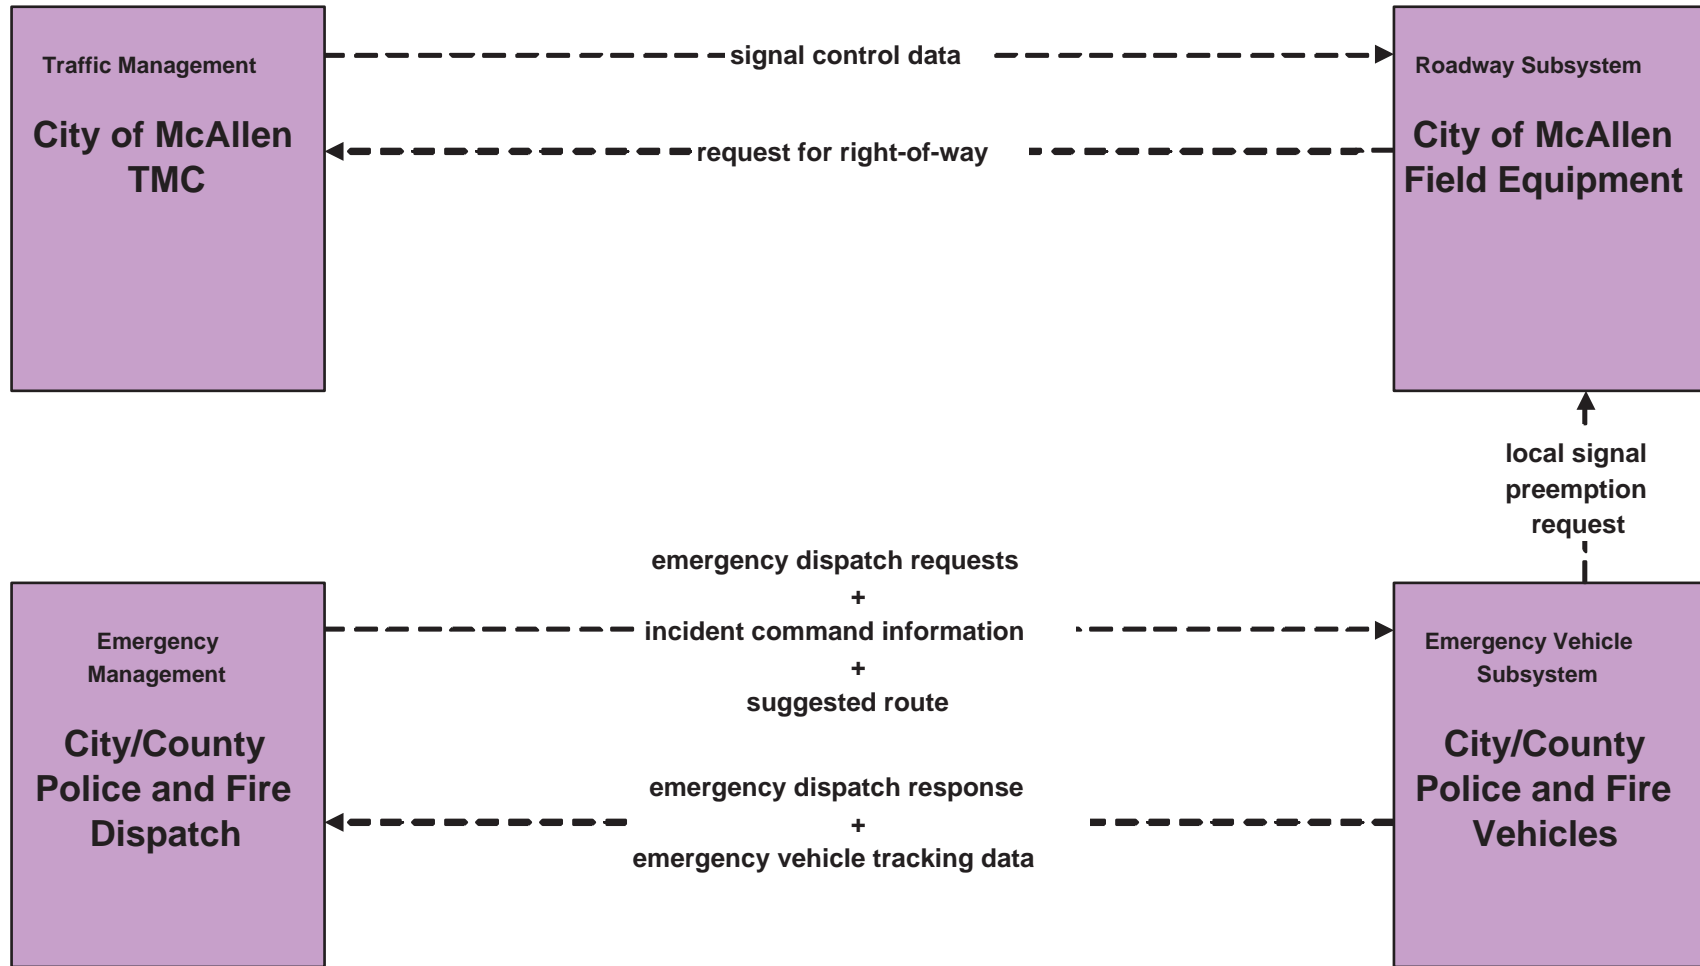 Traffic Management
City of McAllen
TMC
signal control data
request for right-of-way
Roadway Subsystem
City of McAllen
Field Equipment
local signal
preemption
request
Emergency
Management
City/County
Police and Fire
Dispatch
emergency dispatch requests
+
incident command information
+
suggested route
emergency dispatch response
+
emergency vehicle tracking data
Emergency Vehicle
Subsystem
City/County
Police and Fire
Vehicles